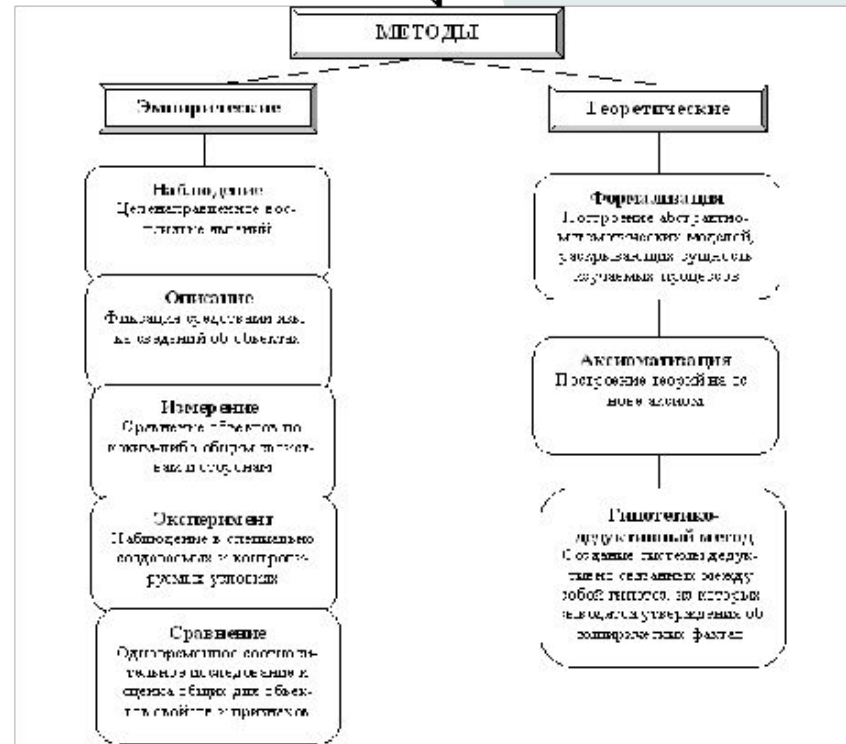 МЕТОДЫ
Эмпирические
Наблюдение
Целенаправленное вос-
приятие явлений
Описание
Фиксация средствами язы-
ка сведений об объектах
Измерение
Сравнение объектов по
каким-либо общим свойст-
вам и сторонам
Эксперимент
Наблюдение в специально
создаваемых и контроли-
руемых условиях
Сравнение
Одновременное соотноси-
тельное исследование и
оценка общих для объек-
тов свойств и признаков
Теоретические
Формализация
Построение абстрактно-
математических моделей,
раскрывающих сущность
изучаемых процессов
Аксиоматизация
Построение теорий на ос-
нове аксиом
Гипотетико-
дедуктивный метод
Создание системы дедук-
тивно связанных между
собой гипотез, из которых
выводятся утверждения об
эмпирических фактах